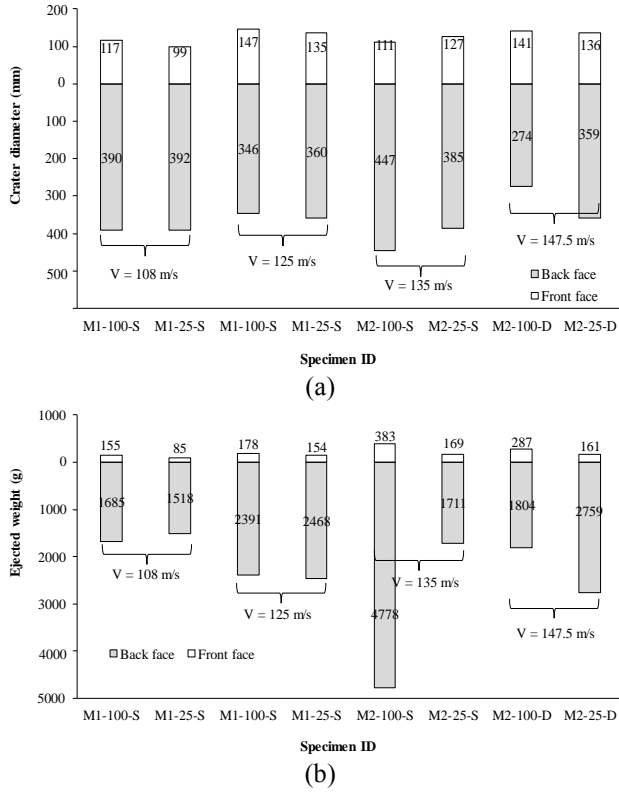 200
117 99 147 135 111 127 141 136
100
0
Crater diameter (mm)
100
390 392 346 360 447 385 274 359
200
300
400
V = 147.5 m/s
V = 108 m/s V = 125 m/s V = 135 m/s
500
Back face
Front face
M1-100-S M1-25-S M1-100-S M1-25-S M2-100-S M2-25-S M2-100-D M2-25-D
Specimen ID
(a)
1000
155 85 178 154 383 169 287 161
0
Ejected weight (g)
1000
1685 1518 2391 2468 4778 1711 1804 2759
2000
V = 108 m/s V = 135 m/s
3000
V = 125 m/s
V = 147.5 m/s
4000
Back face Front face
5000
M1-100-S M1-25-S M1-100-S M1-25-S M2-100-S M2-25-S M2-100-D M2-25-D
Specimen ID
(b)